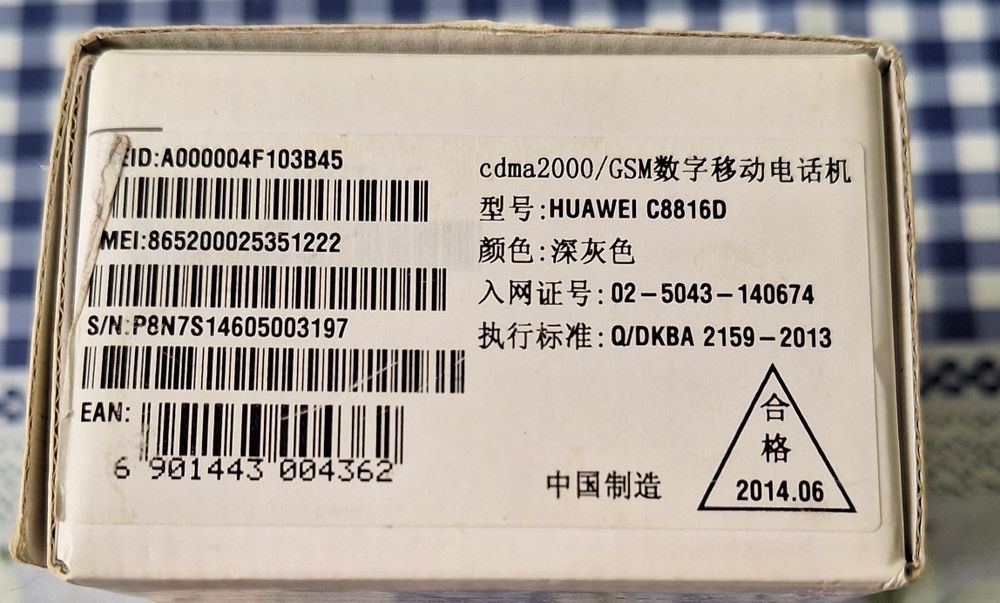 EID:A000004F103B45
MEI:865200025351222
S/N:P8N7S14605003197
EAN:
6 901443 004362
cdma2000/GSM数字移动电话机
型号:HUAWEI C8816D
颜色:深灰色
入网证号:02-5043-140674
执行标准:Q/DKBA 2159-2013
中国制造
合
格
2014.06